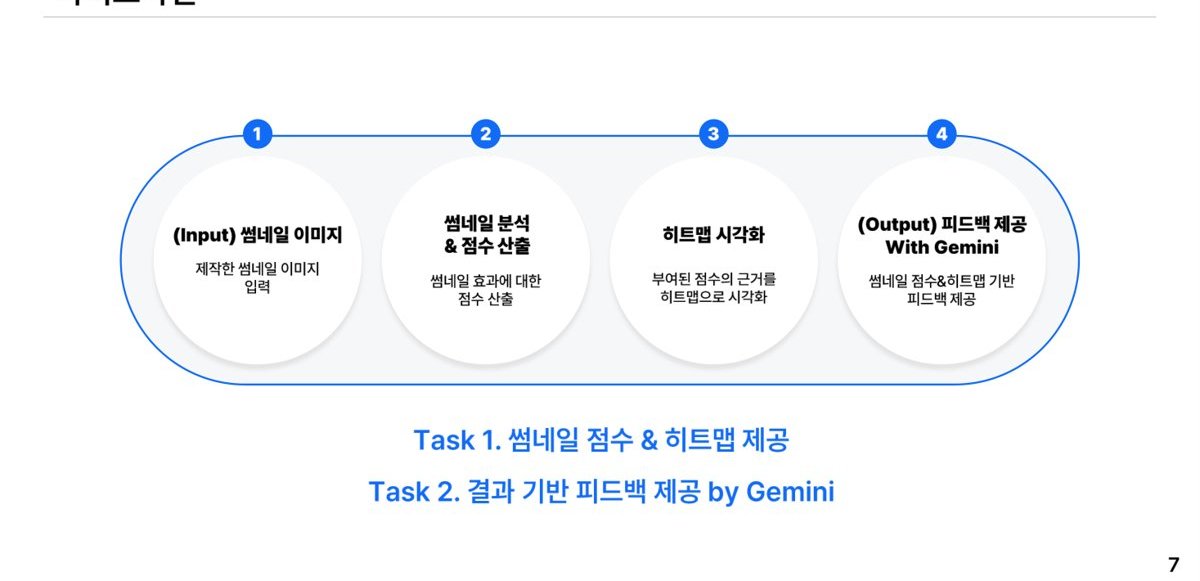 1
2
3
4
(Input) 썸네일 이미지
제작한 썸네일 이미지
입력
썸네일 분석
& 점수 산출
썸네일 효과에 대한
점수 산출
히트맵 시각화
부여된 점수의 근거를
히트맵으로 시각화
(Output) 피드백 제공
With Gemini
썸네일 점수&히트맵 기반
피드백 제공
Task 1. 썸네일 점수 & 히트맵 제공
Task 2. 결과 기반 피드백 제공 by Gemini
7